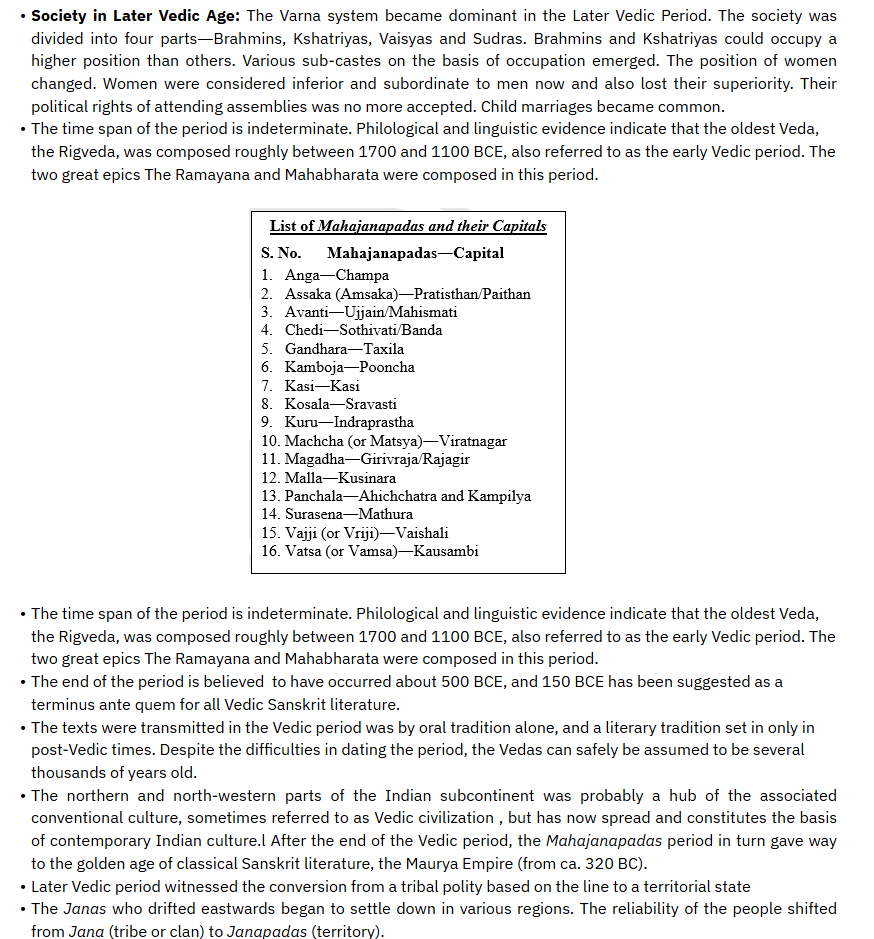 • Society in Later Vedic Age: The Varna system became dominant in the Later Vedic Period. The society was
divided into four parts—Brahmins, Kshatriyas, Vaisyas and Sudras. Brahmins and Kshatriyas could occupy a
higher position than others. Various sub-castes on the basis of occupation emerged. The position of women
changed. Women were considered inferior and subordinate to men now and also lost their superiority. Their
political rights of attending assemblies was no more accepted. Child marriages became common.
• The time span of the period is indeterminate. Philological and linguistic evidence indicate that the oldest Veda,
the Rigveda, was composed roughly between 1700 and 1100 BCE, also referred to as the early Vedic period. The
two great epics The Ramayana and Mahabharata were composed in this period.
List of Mahajanapadas and their Capitals
S. No. Mahajanapadas—Capital
1. Anga—Champa
2. Assaka (Amsaka)—Pratisthan/Paithan
3. Avanti—Ujjain/Mahismati
4. Chedi—Sothivati/Banda
5. Gandhara—Taxila
6. Kamboja—Pooncha
7. Kasi—Kasi
8. Kosala—Sravasti
9. Kuru—Indraprastha
10. Machcha (or Matsya)—Viratnagar
11. Magadha—Girivraja/Rajagir
12. Malla—Kusinara
13. Panchala—Ahichchatra and Kampilya
14. Surasena—Mathura
15. Vajji (or Vriji)—Vaishali
16. Vatsa (or Vamsa)—Kausambi
• The time span of the period is indeterminate. Philological and linguistic evidence indicate that the oldest Veda,
the Rigveda, was composed roughly between 1700 and 1100 BCE, also referred to as the early Vedic period. The
two great epics The Ramayana and Mahabharata were composed in this period.
• The end of the period is believed to have occurred about 500 BCE, and 150 BCE has been suggested as a
terminus ante quem for all Vedic Sanskrit literature.
• The texts were transmitted in the Vedic period was by oral tradition alone, and a literary tradition set in only in
post-Vedic times. Despite the difficulties in dating the period, the Vedas can safely be assumed to be several
thousands of years old.
• The northern and north-western parts of the Indian subcontinent was probably a hub of the associated
conventional culture, sometimes referred to as Vedic civilization , but has now spread and constitutes the basis
of contemporary Indian culture.l After the end of the Vedic period, the Mahajanapadas period in turn gave way
to the golden age of classical Sanskrit literature, the Maurya Empire (from ca. 320 BC).
• Later Vedic period witnessed the conversion from a tribal polity based on the line to a territorial state
• The Janas who drifted eastwards began to settle down in various regions. The reliability of the people shifted
from Jana (tribe or clan) to Janapadas (territory).